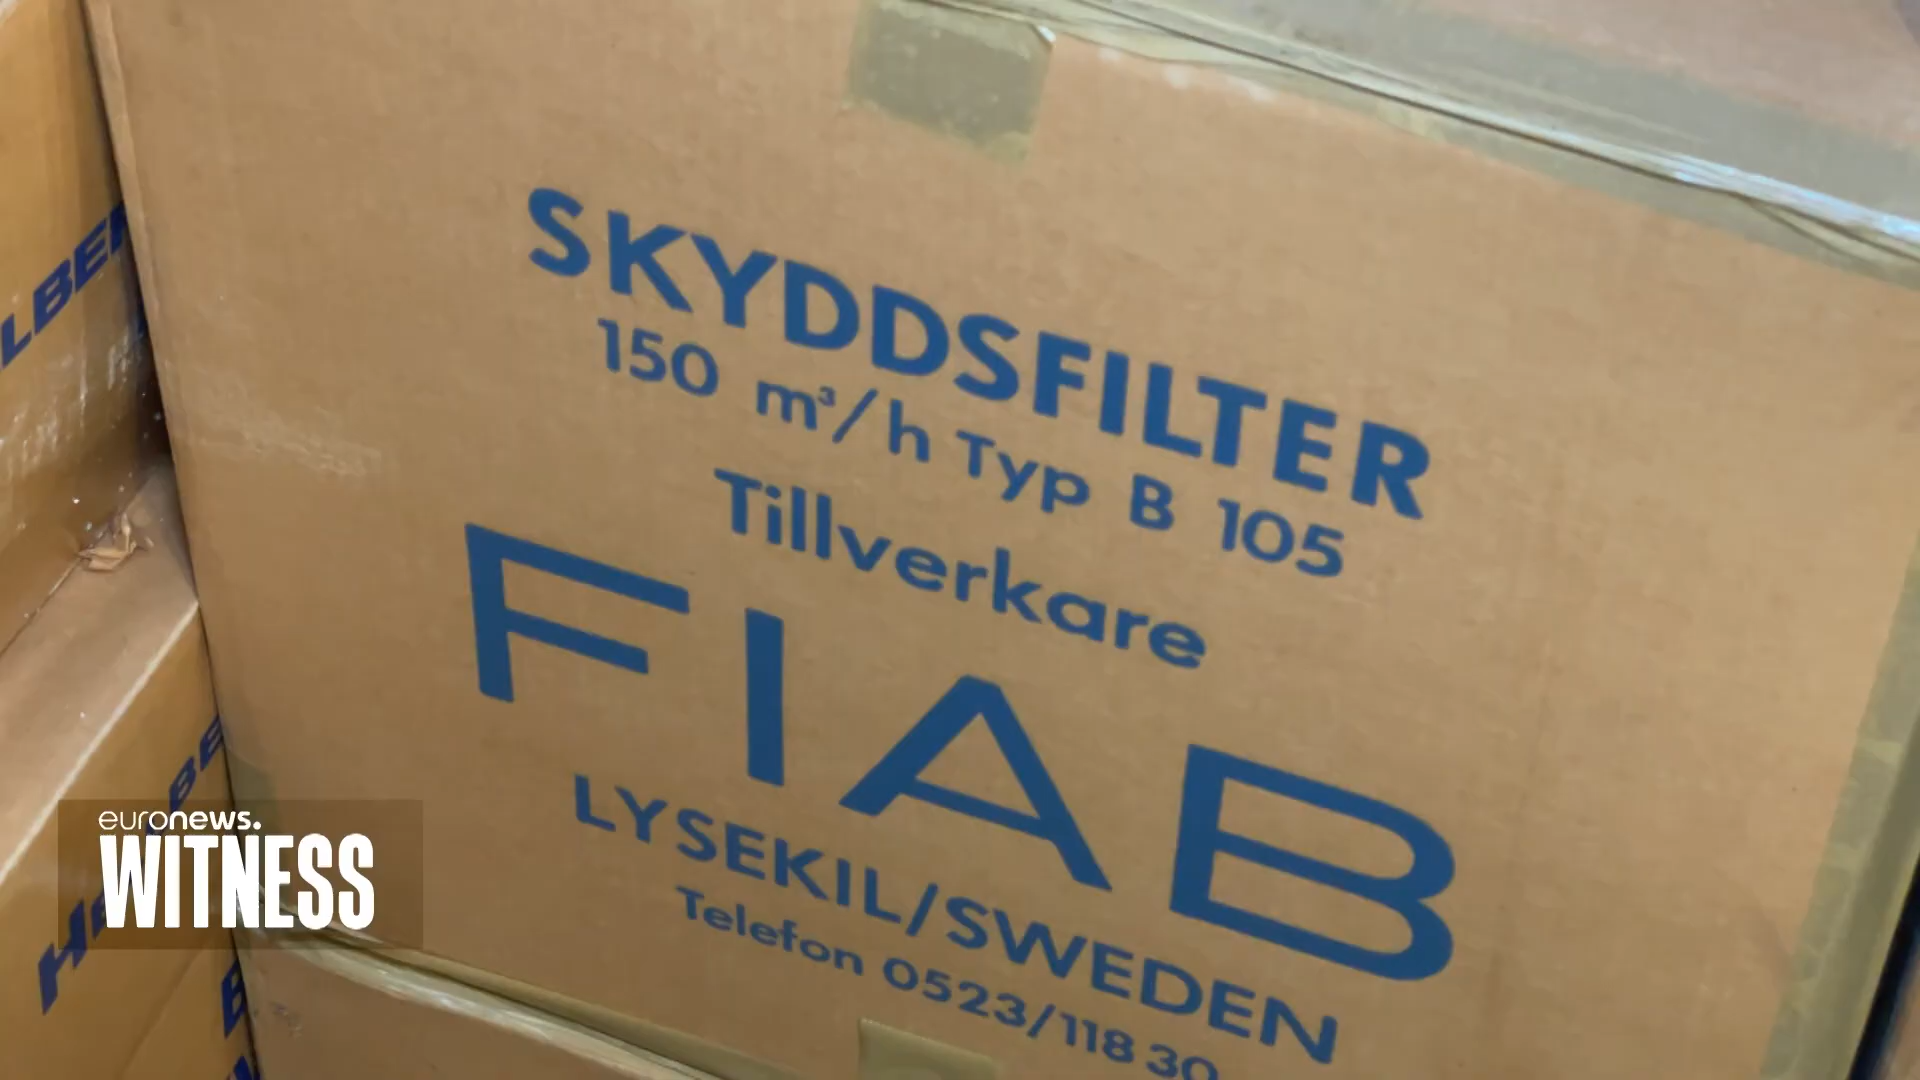 SKYDDSFILTER
150 m³/h Typ B 105
Tillverkare
FIAB
LYSEKIL/SWEDEN
Telefon 0523/118 30
euronews.
WITNESS